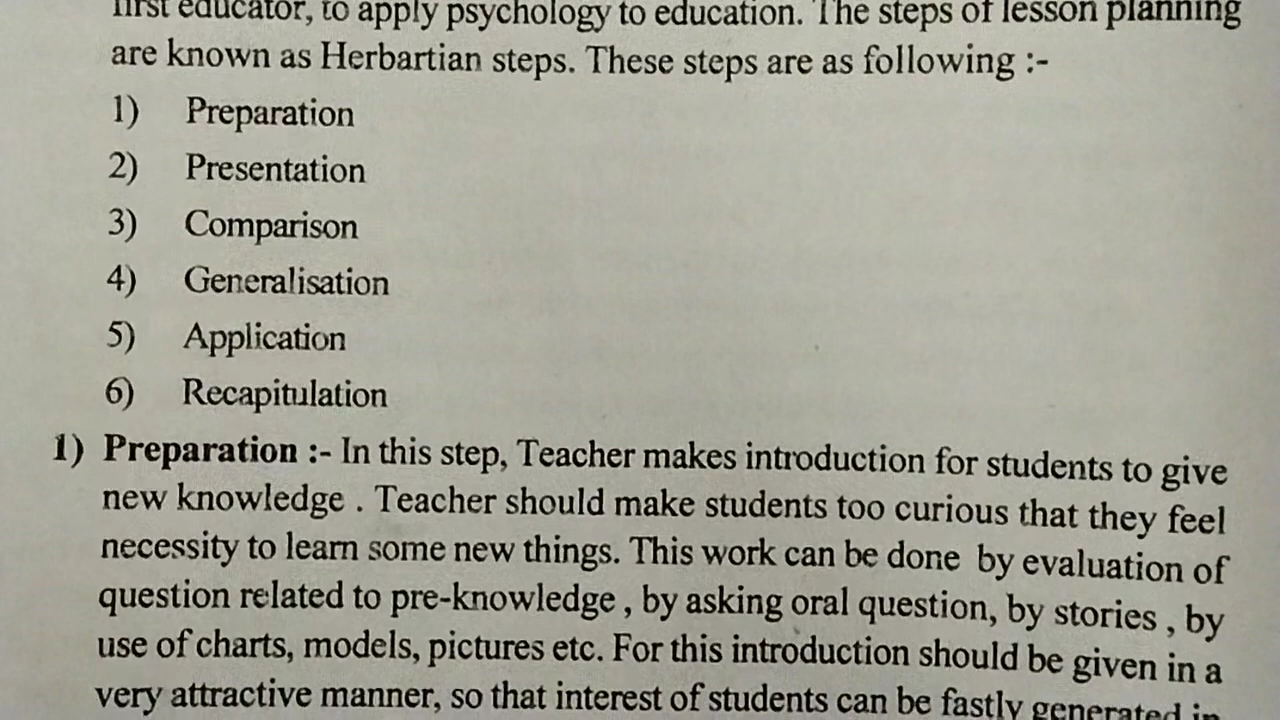 first educator, to apply psychology to education. The steps of lesson planning
are known as Herbartian steps. These steps are as following :-
1) Preparation
2) Presentation
3) Comparison
4) Generalisation
5) Application
6) Recapitulation
1) Preparation :- In this step, Teacher makes introduction for students to give
new knowledge . Teacher should make students too curious that they feel
necessity to learn some new things. This work can be done by evaluation of
question related to pre-knowledge , by asking oral question, by stories , by
use of charts, models, pictures etc. For this introduction should be given in a
very attractive manner, so that interest of students can be fastly generated in